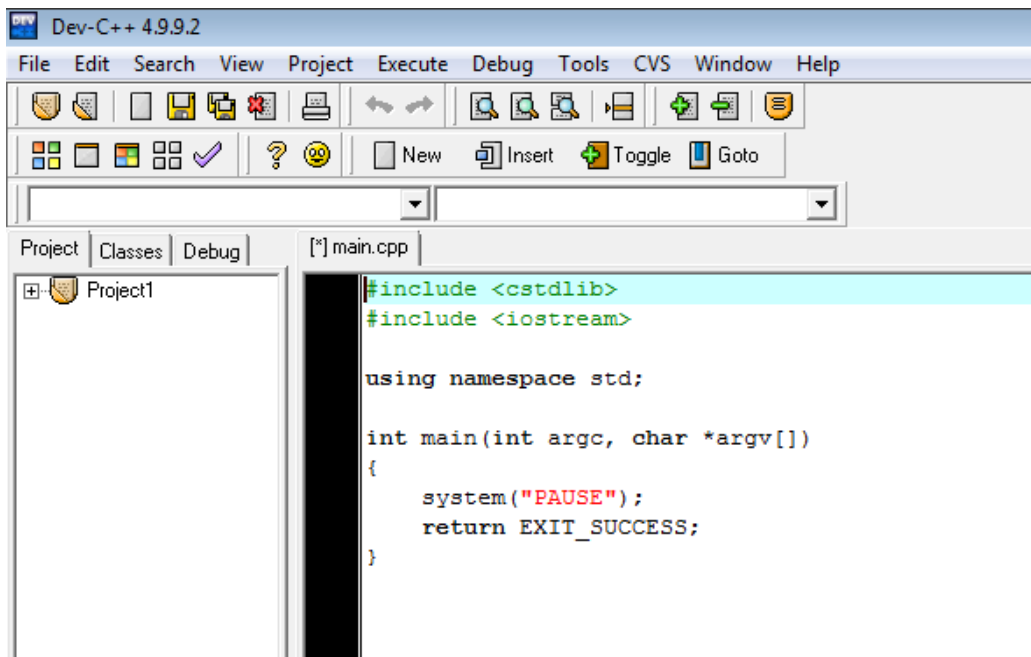 Dev-C++ 4.9.9.2
File Edit Search View Project Execute Debug Tools CVS Window Help
New Insert Toggle Goto
Project Classes Debug [*] main.cpp
Project1
#include <cstdlib>
#include <iostream>
using namespace std;
int main(int argc, char *argv[])
{
    system("PAUSE");
    return EXIT_SUCCESS;
}